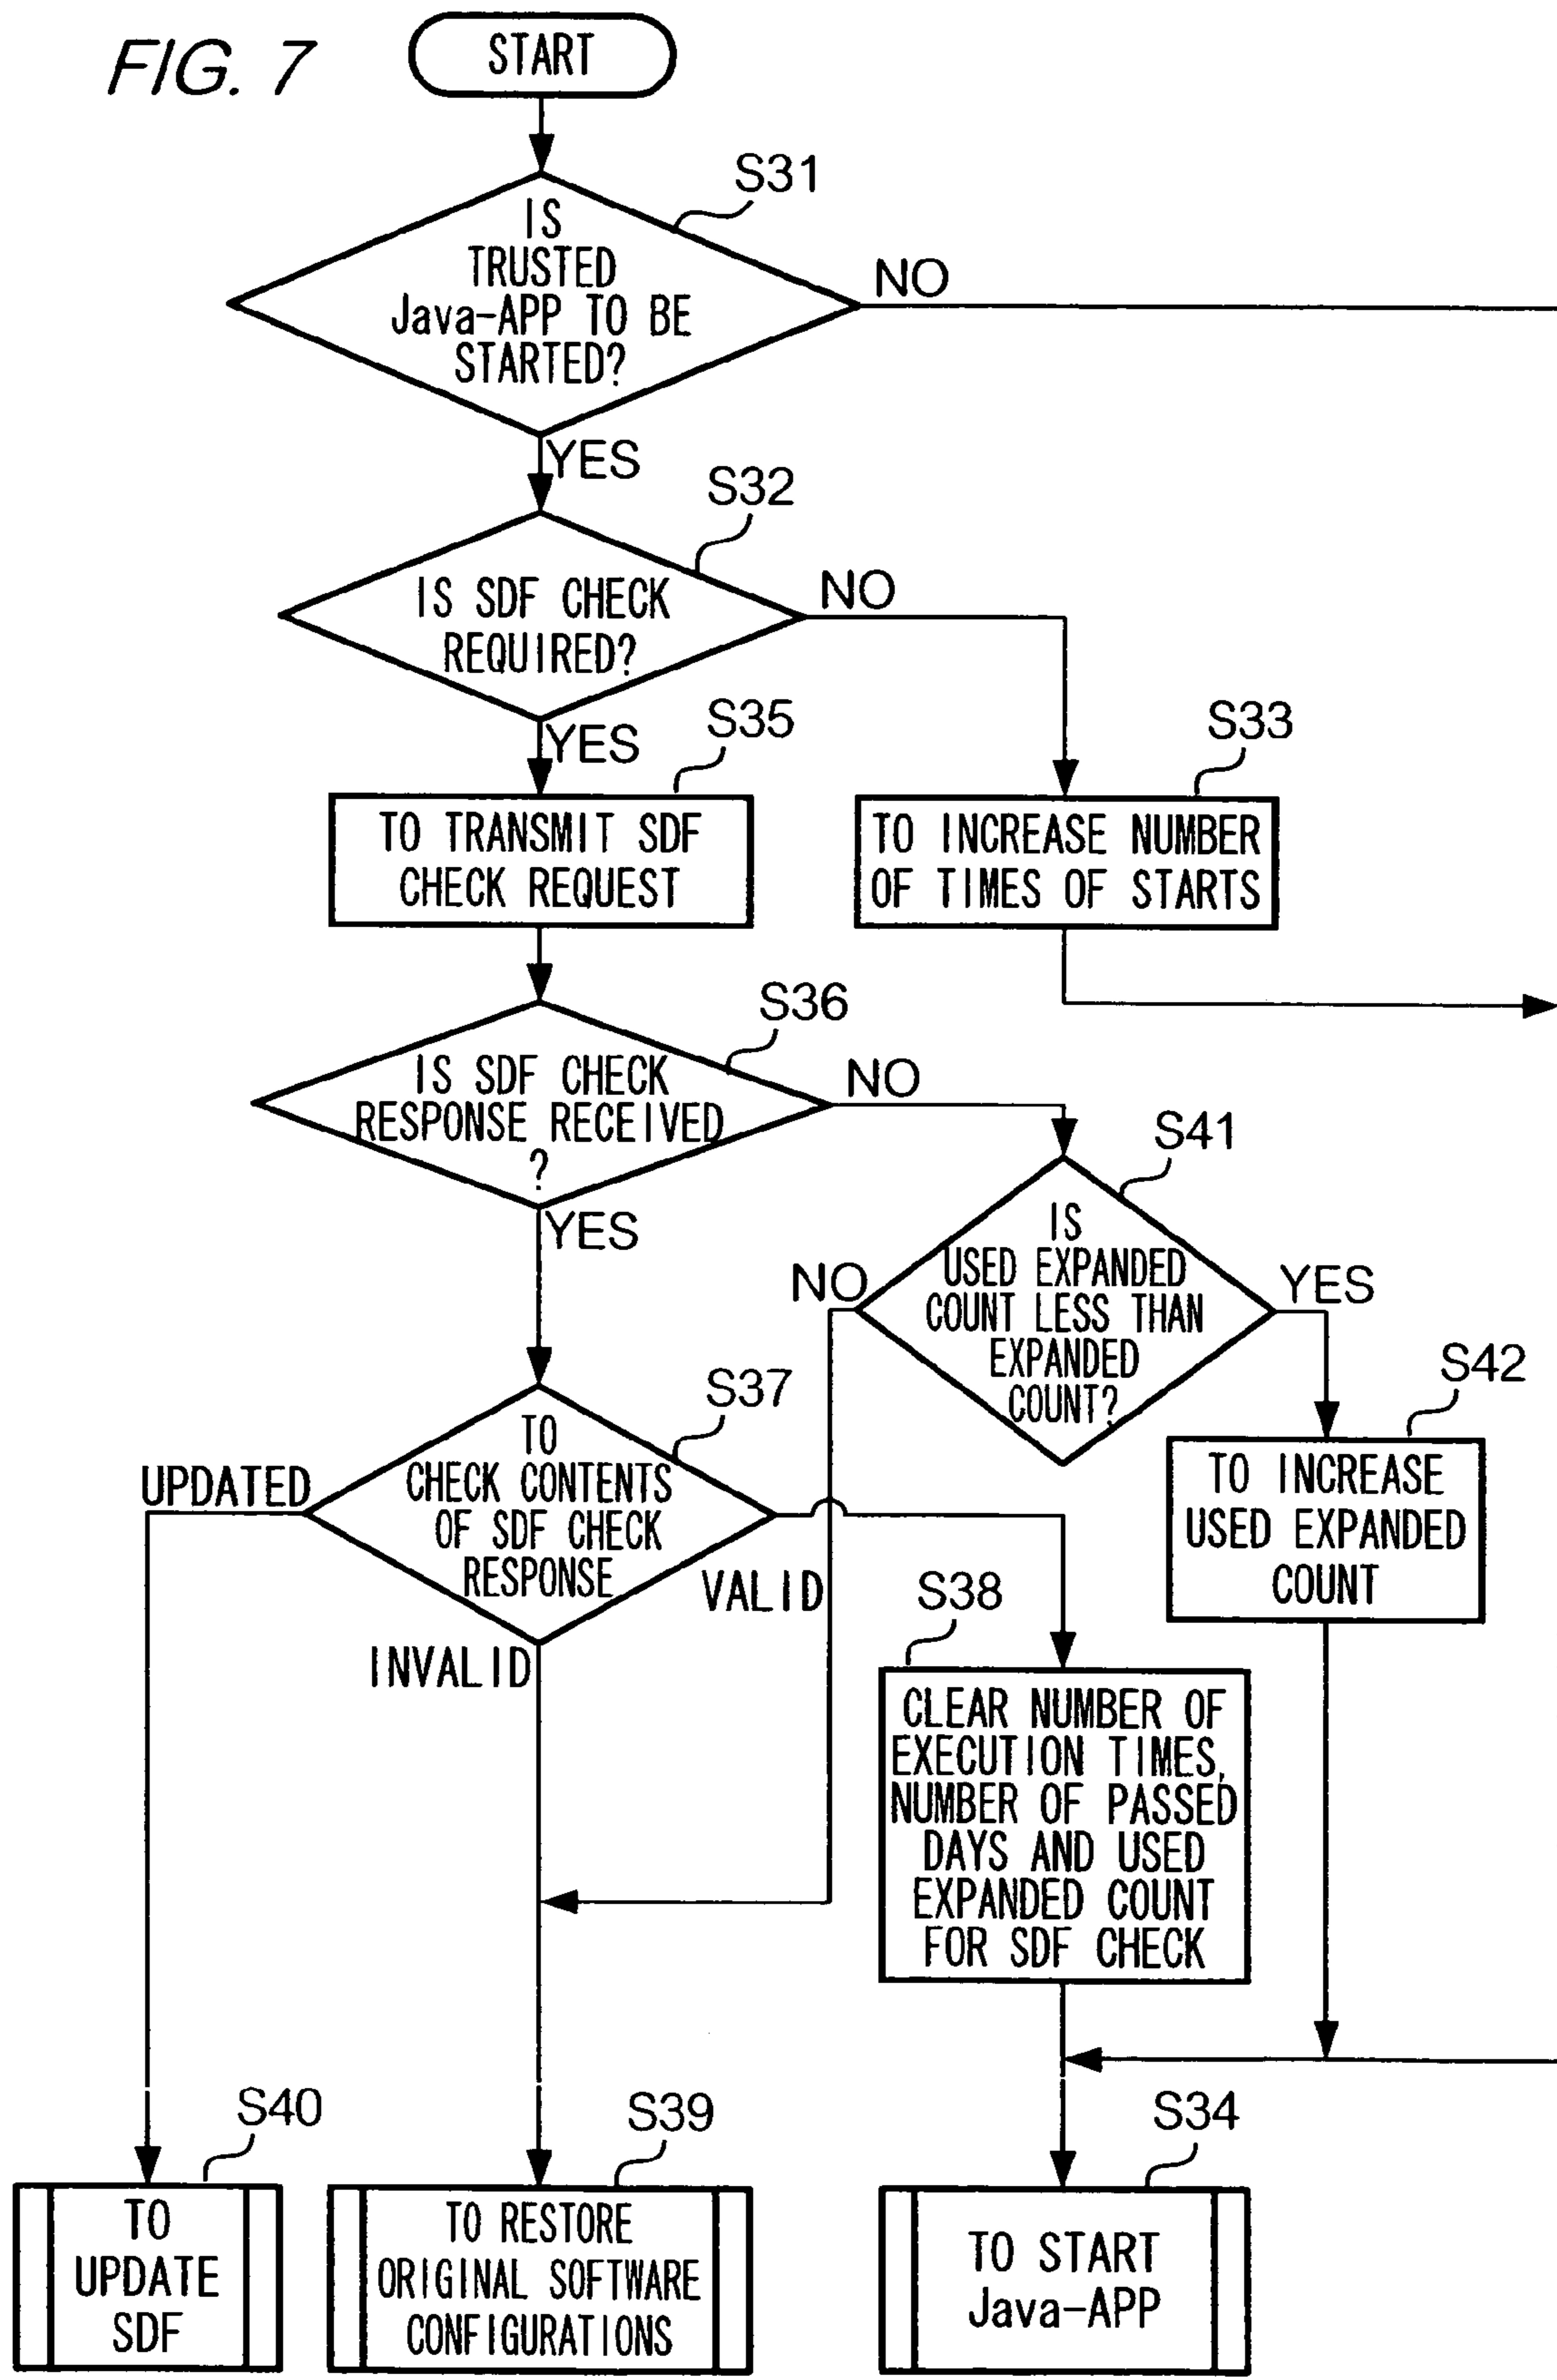 FIG. 7
START
S31
IS
TRUSTED
Java-APP TO BE
STARTED?
NO
YES
S32
IS SDF CHECK
REQUIRED?
NO
YES
S35
TO TRANSMIT SDF
CHECK REQUEST
S33
TO INCREASE NUMBER
OF TIMES OF STARTS
S36
IS SDF CHECK
RESPONSE RECEIVED
?
NO
YES
S41
IS
USED EXPANDED
COUNT LESS THAN
EXPANDED
COUNT?
NO
YES
S42
TO INCREASE
USED EXPANDED
COUNT
S37
TO
CHECK CONTENTS
OF SDF CHECK
RESPONSE
UPDATED
VALID
INVALID
S38
CLEAR NUMBER OF
EXECUTION TIMES,
NUMBER OF PASSED
DAYS AND USED
EXPANDED COUNT
FOR SDF CHECK
S40
TO
UPDATE
SDF
S39
TO RESTORE
ORIGINAL SOFTWARE
CONFIGURATIONS
S34
TO START
Java-APP